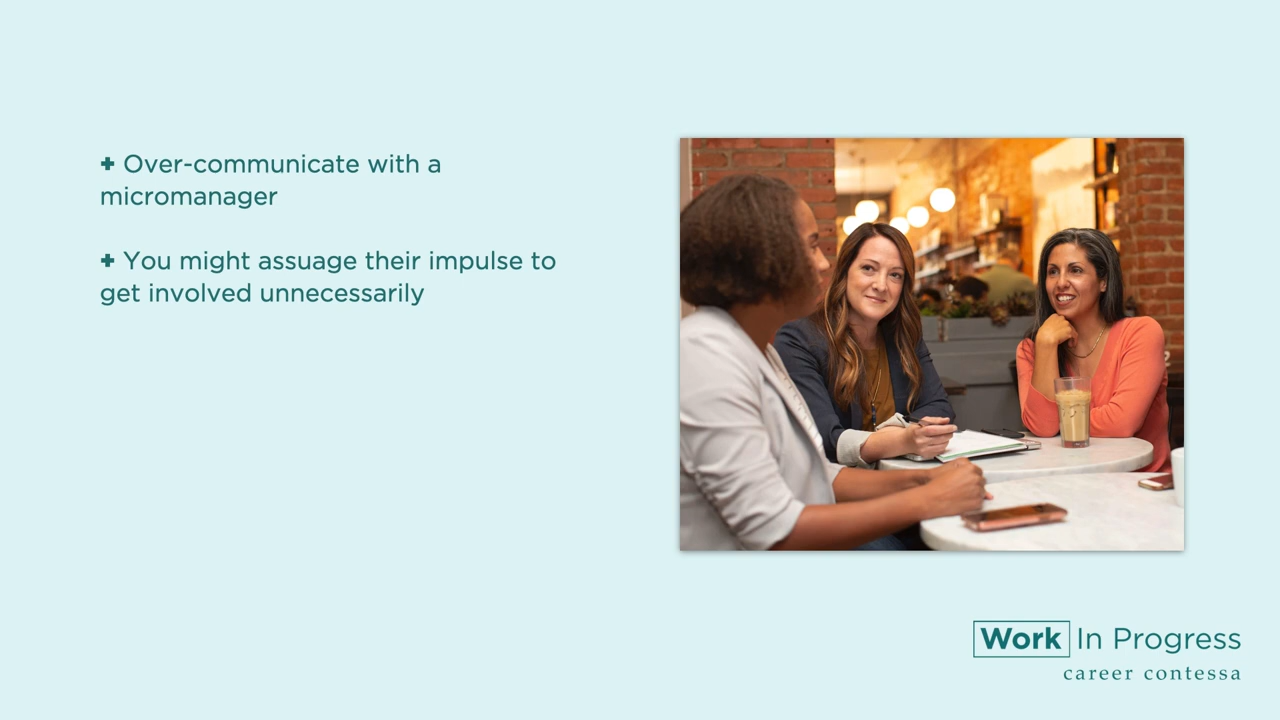 + Over-communicate with a
micromanager
+ You might assuage their impulse to
get involved unnecessarily
Work In Progress
career contessa